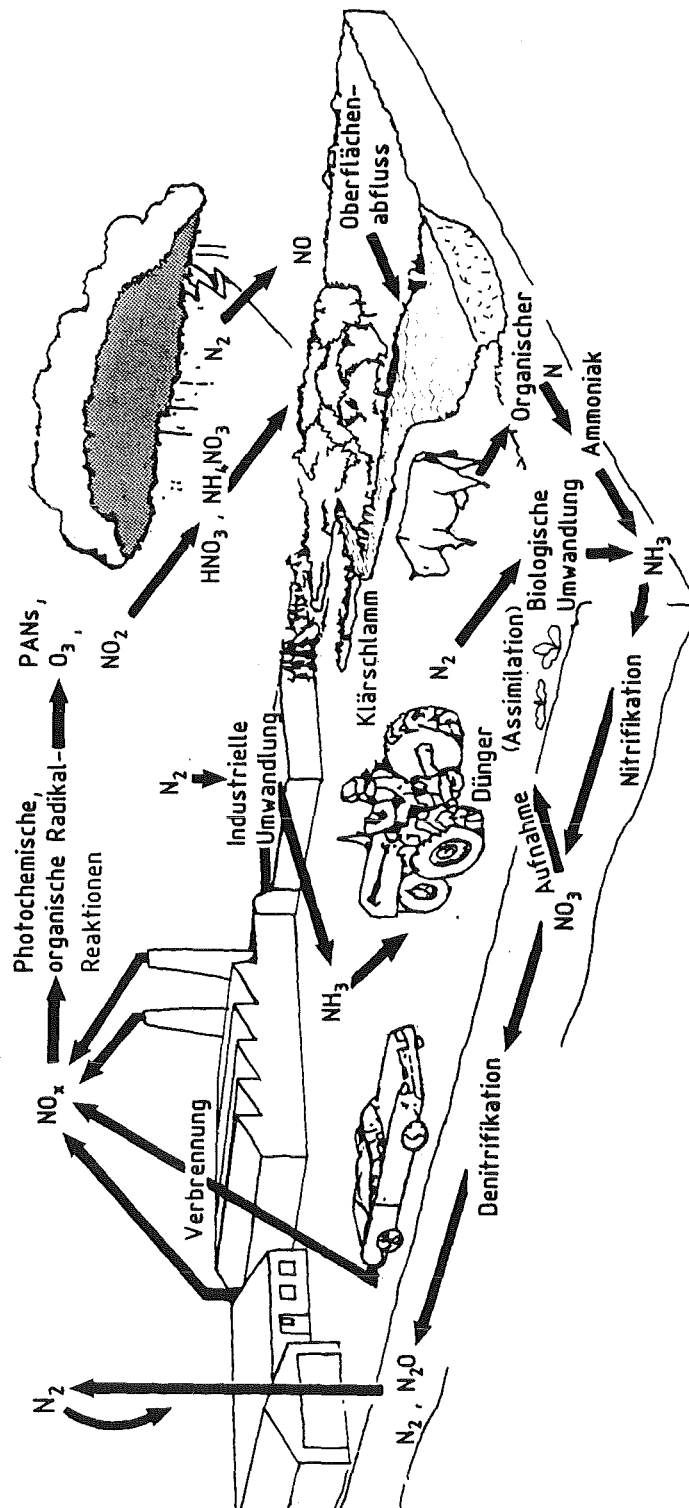 N₂
NOₓ
Photochemische,
organische Radikal-
Reaktionen
PANs,
O₃,
NO₂
HNO₃, NH₄NO₃
N₂
NO
Verbrennung
N₂
Industrielle
Umwandlung
NH₃
Dünger
Klärschlamm
Oberflächen-
abfluss
N₂
Biologische
Umwandlung
Organischer
N
Ammoniak
NH₃
Nitrifikation
(Assimilation)
Aufnahme
NO₃
Denitrifikation
N₂, N₂O